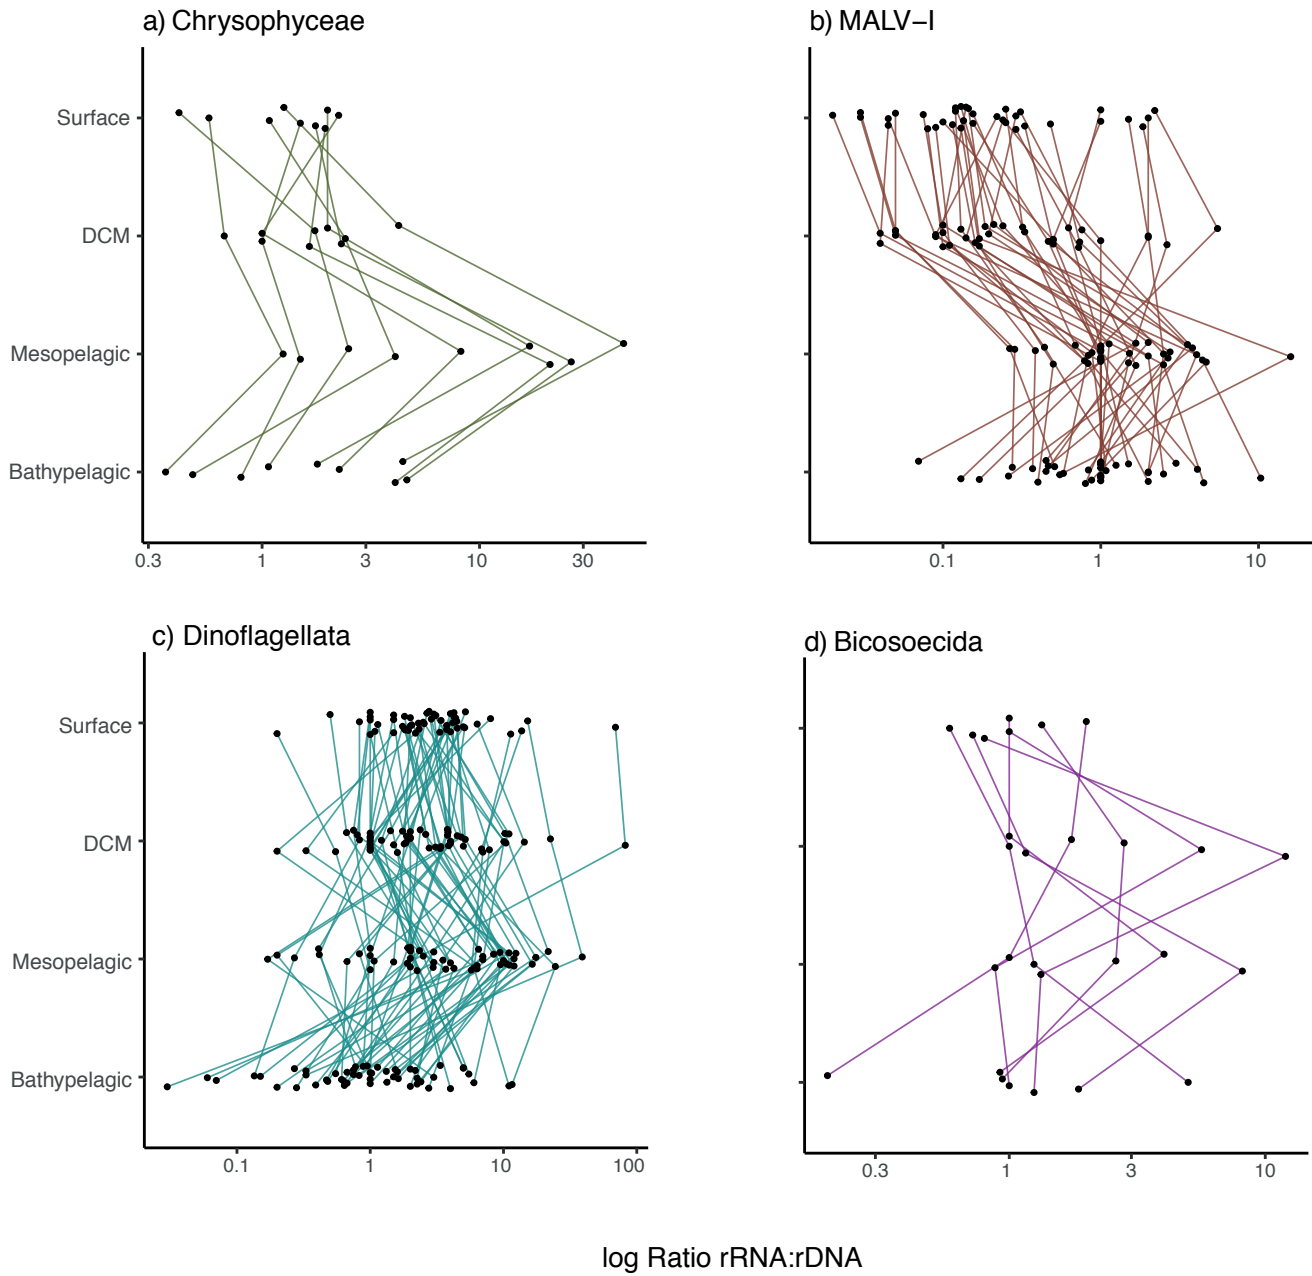 a) Chrysophyceae
b) MALV−I
Surface
DCM
Mesopelagic
Bathypelagic
0.3 1 3 10 30
0.1 1 10
c) Dinoflagellata
d) Bicosoecida
Surface
DCM
Mesopelagic
Bathypelagic
0.1 1 10 100
0.3 1 3 10
log Ratio rRNA:rDNA